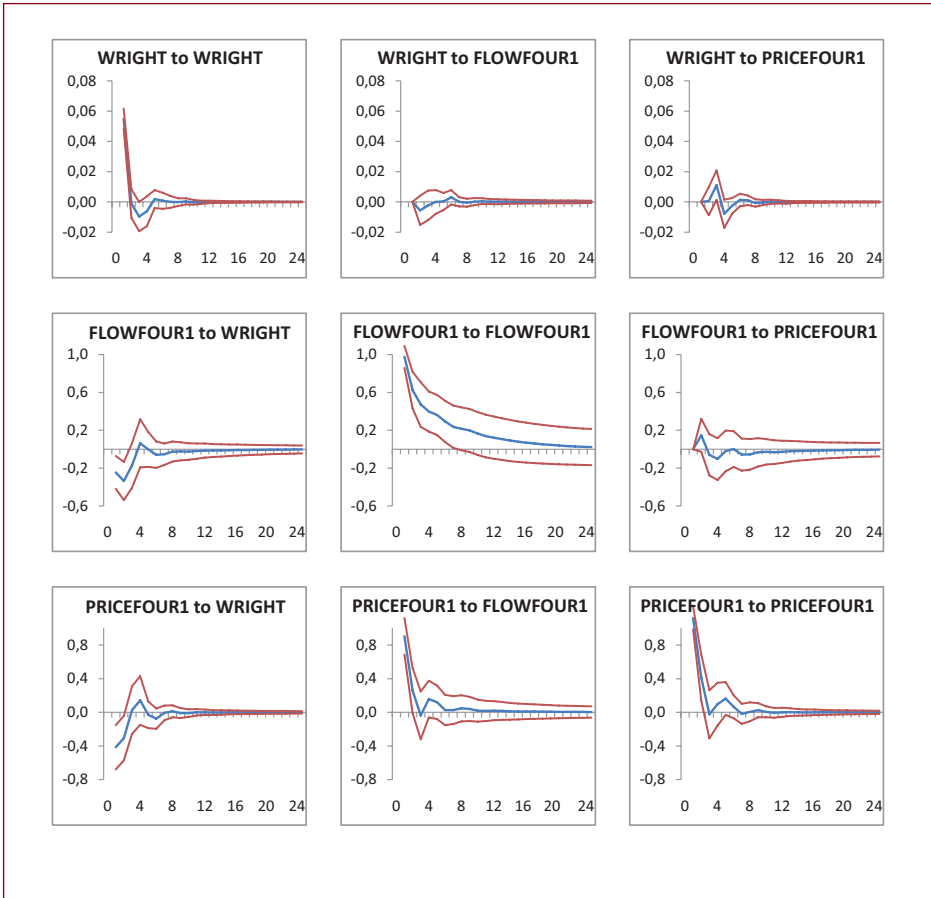 WRIGHT to WRIGHT
0,08
0,06
0,04
0,02
0,00
-0,02
0 4 8 12 16 20 24
WRIGHT to FLOWFOUR1
0,08
0,06
0,04
0,02
0,00
-0,02
0 4 8 12 16 20 24
WRIGHT to PRICEFOUR1
0,08
0,06
0,04
0,02
0,00
-0,02
0 4 8 12 16 20 24
FLOWFOUR1 to WRIGHT
1,0
0,6
0,2
-0,2
-0,6
0 4 8 12 16 20 24
FLOWFOUR1 to FLOWFOUR1
1,0
0,6
0,2
-0,2
-0,6
0 4 8 12 16 20 24
FLOWFOUR1 to PRICEFOUR1
1,0
0,6
0,2
-0,2
-0,6
0 4 8 12 16 20 24
PRICEFOUR1 to WRIGHT
0,8
0,4
0,0
-0,4
-0,8
0 4 8 12 16 20 24
PRICEFOUR1 to FLOWFOUR1
0,8
0,4
0,0
-0,4
-0,8
0 4 8 12 16 20 24
PRICEFOUR1 to PRICEFOUR1
0,8
0,4
0,0
-0,4
-0,8
0 4 8 12 16 20 24